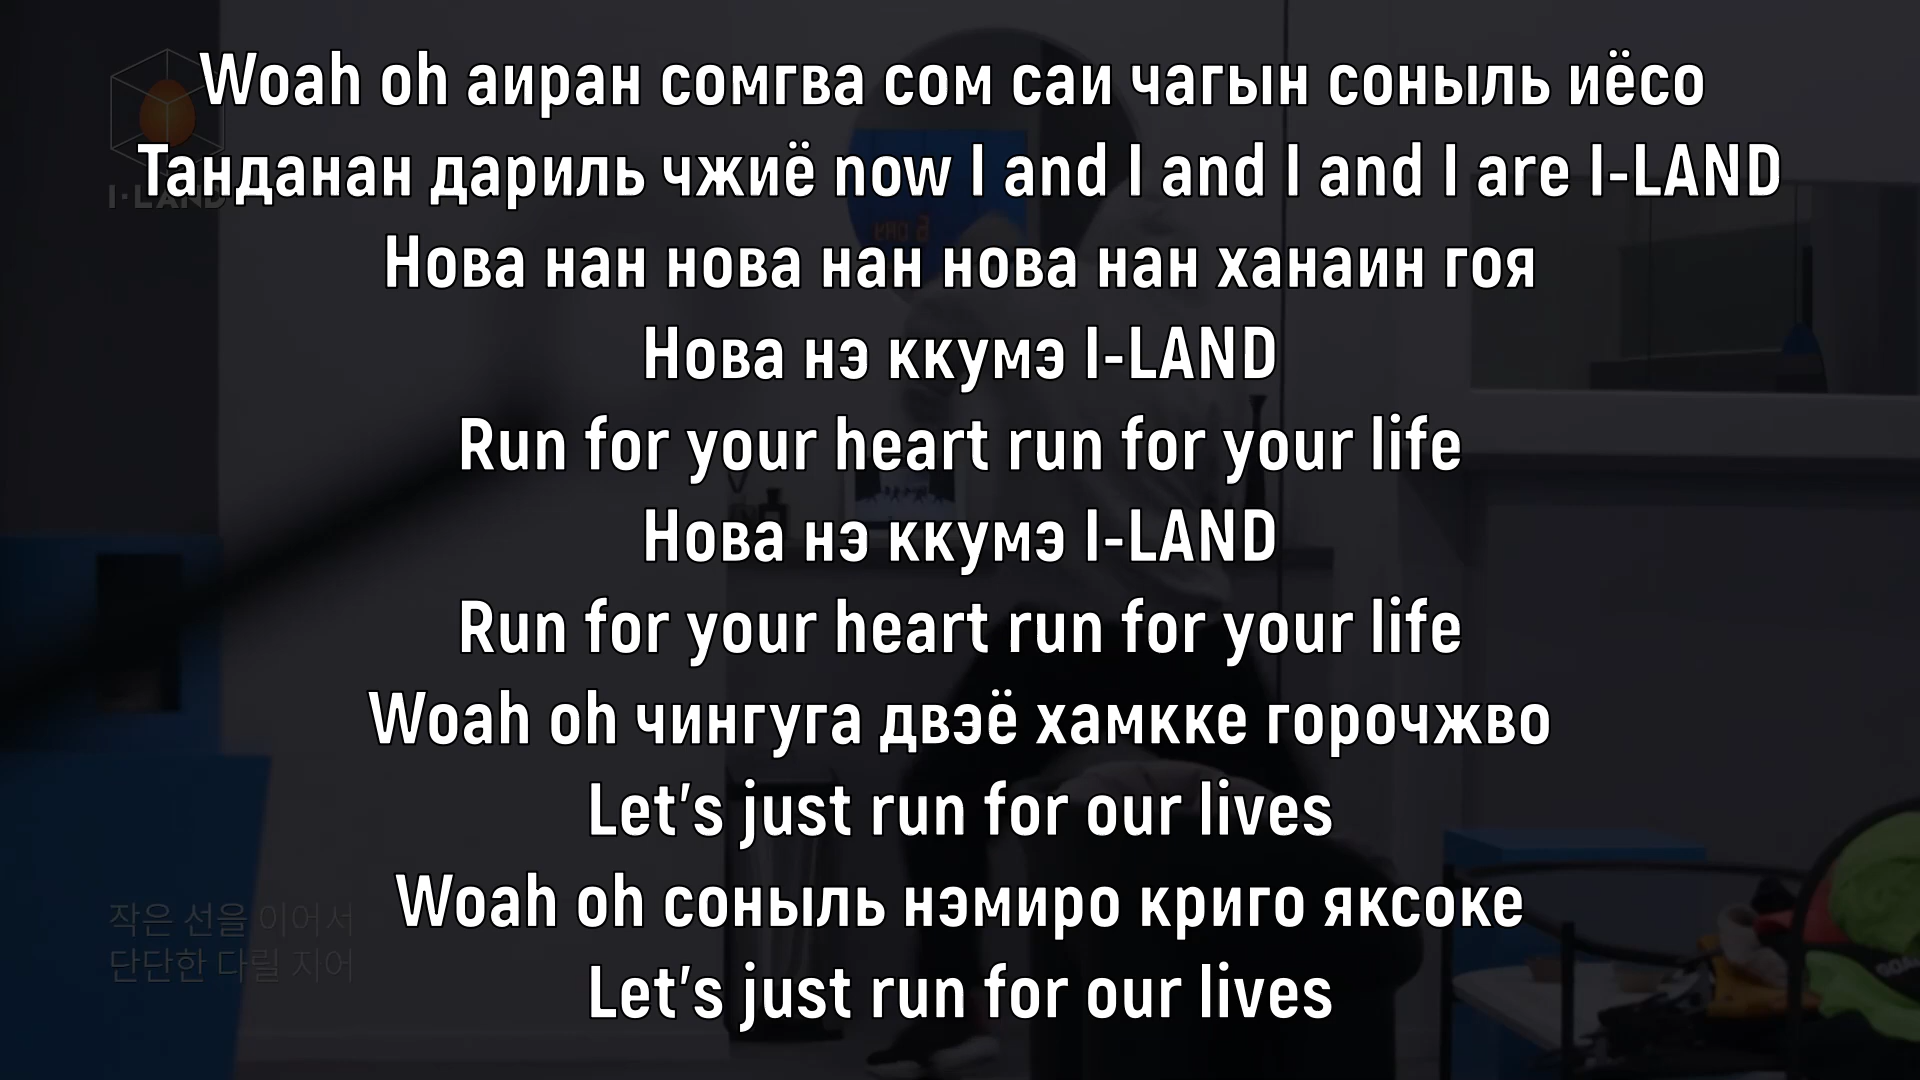 Woah oh аиран сомгва сом саи чагын соныль иёсо
Танданан дариль чжиё now I and I and I and I are I-LAND
I·LAND
Нова нан нова нан нова нан ханаин гоя
Нова нэ ккумэ I-LAND
Run for your heart run for your life
Нова нэ ккумэ I-LAND
Run for your heart run for your life
Woah oh чингуга двэё хамкке горочжво
Let's just run for our lives
Woah oh соныль нэмиро криго яксоке
작은 선을 이어서
단단한 다릴 지어
Let's just run for our lives